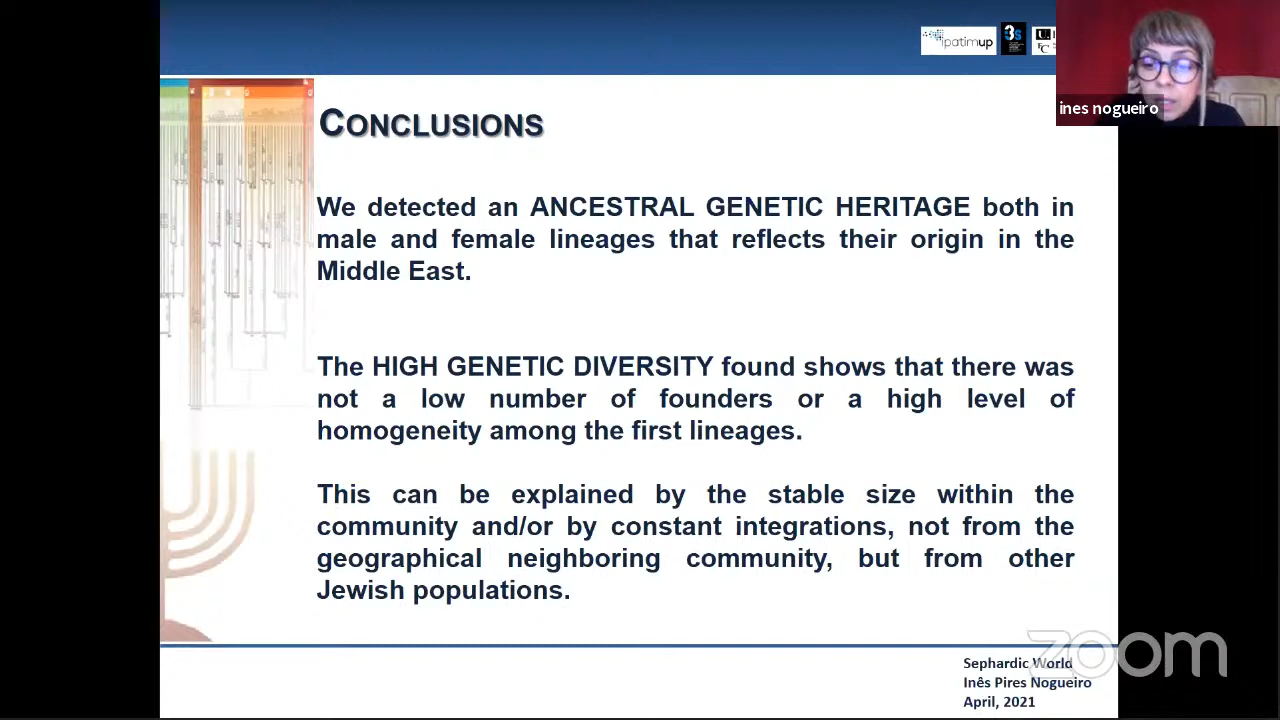 ipatimup
3s
ines nogueiro
CONCLUSIONS
We detected an ANCESTRAL GENETIC HERITAGE both in
male and female lineages that reflects their origin in the
Middle East.
The HIGH GENETIC DIVERSITY found shows that there was
not a low number of founders or a high level of
homogeneity among the first lineages.
This can be explained by the stable size within the
community and/or by constant integrations, not from the
geographical neighboring community, but from other
Jewish populations.
zoom
Sephardic World
Inês Pires Nogueiro
April, 2021